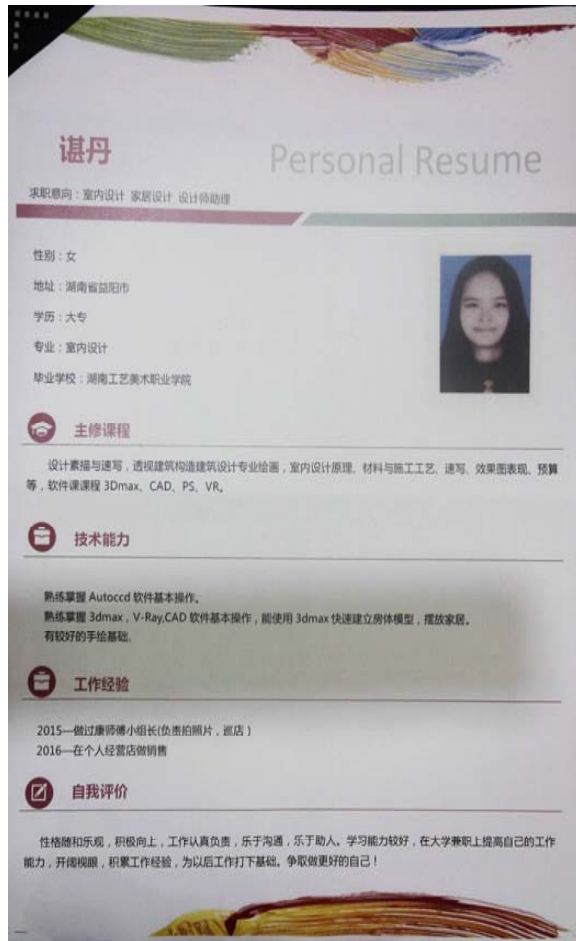 谌丹
Personal Resume
求职意向：室内设计 家居设计 设计师助理
性别：女
地址：湖南省益阳市
学历：大专
专业：室内设计
毕业学校：湖南工艺美术职业学院
主修课程
设计素描与速写，透视建筑构造建筑设计专业绘画，室内设计原理、材料与施工工艺、速写、效果图表现、预算
等，软件课课程 3Dmax、CAD、PS、VR。
技术能力
熟练掌握 Autoccd 软件基本操作。
熟练掌握 3dmax，V-Ray,CAD 软件基本操作，能使用 3dmax 快速建立房体模型，摆放家居。
有较好的手绘基础.
工作经验
2015—做过康师傅小组长(负责拍照片，巡店）
2016—在个人经营店做销售
自我评价
性格随和乐观，积极向上，工作认真负责，乐于沟通，乐于助人。学习能力较好，在大学兼职上提高自己的工作
能力，开阔视眼，积累工作经验，为以后工作打下基础。争取做更好的自己！